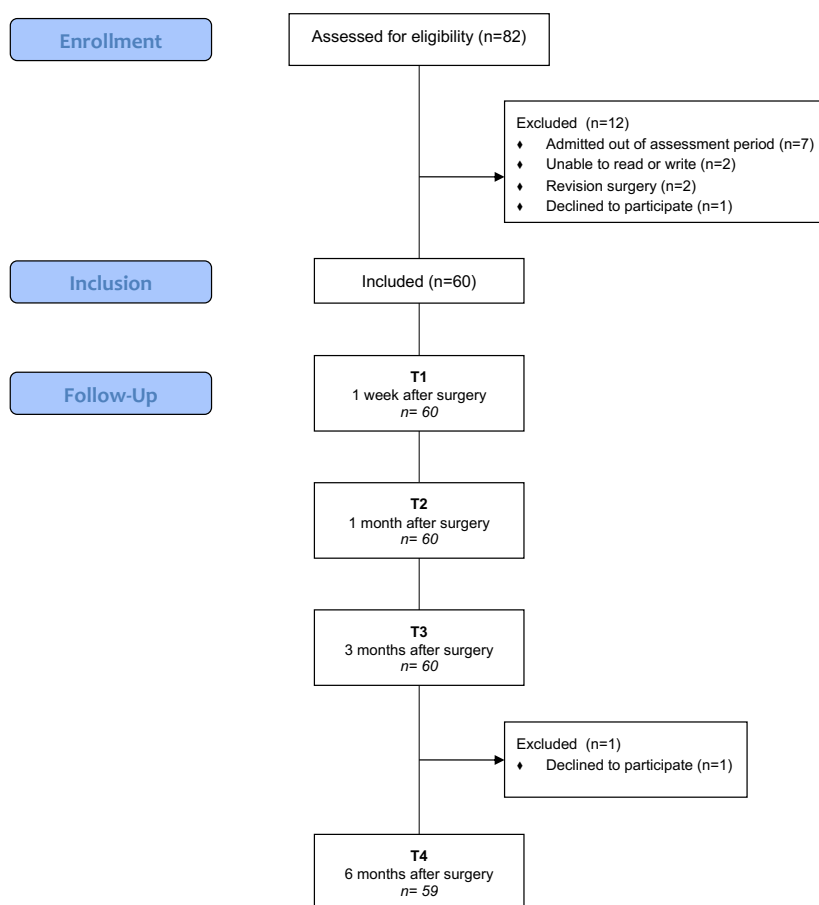 Enrollment
Assessed for eligibility (n=82)
Excluded (n=12)
♦ Admitted out of assessment period (n=7)
♦ Unable to read or write (n=2)
♦ Revision surgery (n=2)
♦ Declined to participate (n=1)
Inclusion
Included (n=60)
Follow-Up
T1
1 week after surgery
n= 60
T2
1 month after surgery
n= 60
T3
3 months after surgery
n= 60
Excluded (n=1)
♦ Declined to participate (n=1)
T4
6 months after surgery
n= 59